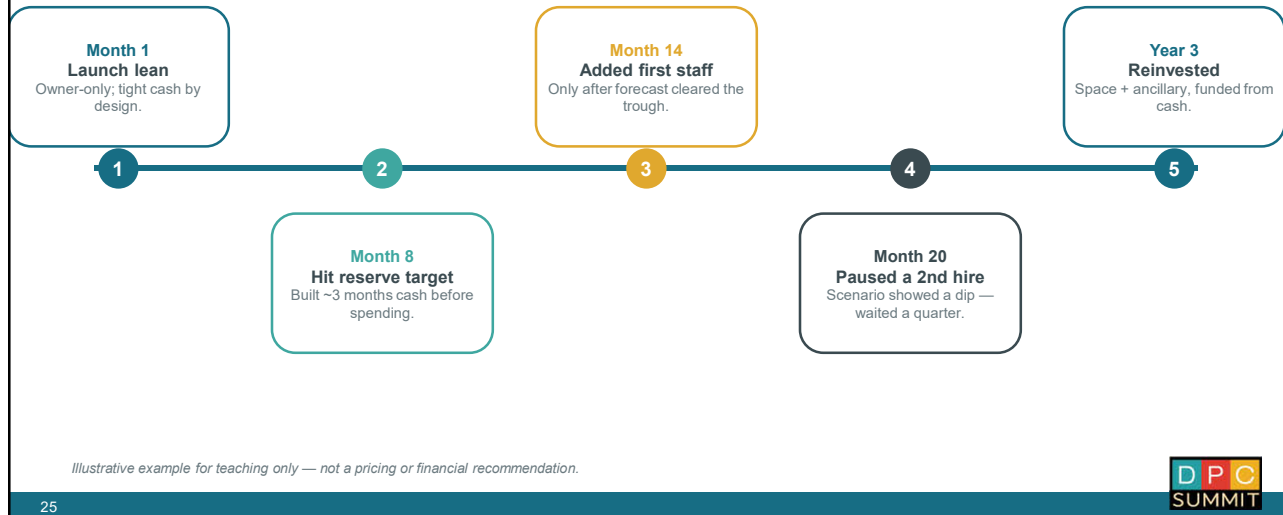 Month 1
Launch lean
Owner-only; tight cash by
design.
Month 14
Added first staff
Only after forecast cleared the
trough.
Year 3
Reinvested
Space + ancillary, funded from
cash.
1
2
3
4
5
Month 8
Hit reserve target
Built ~3 months cash before
spending.
Month 20
Paused a 2nd hire
Scenario showed a dip —
waited a quarter.
Illustrative example for teaching only — not a pricing or financial recommendation.
DPC
SUMMIT
25